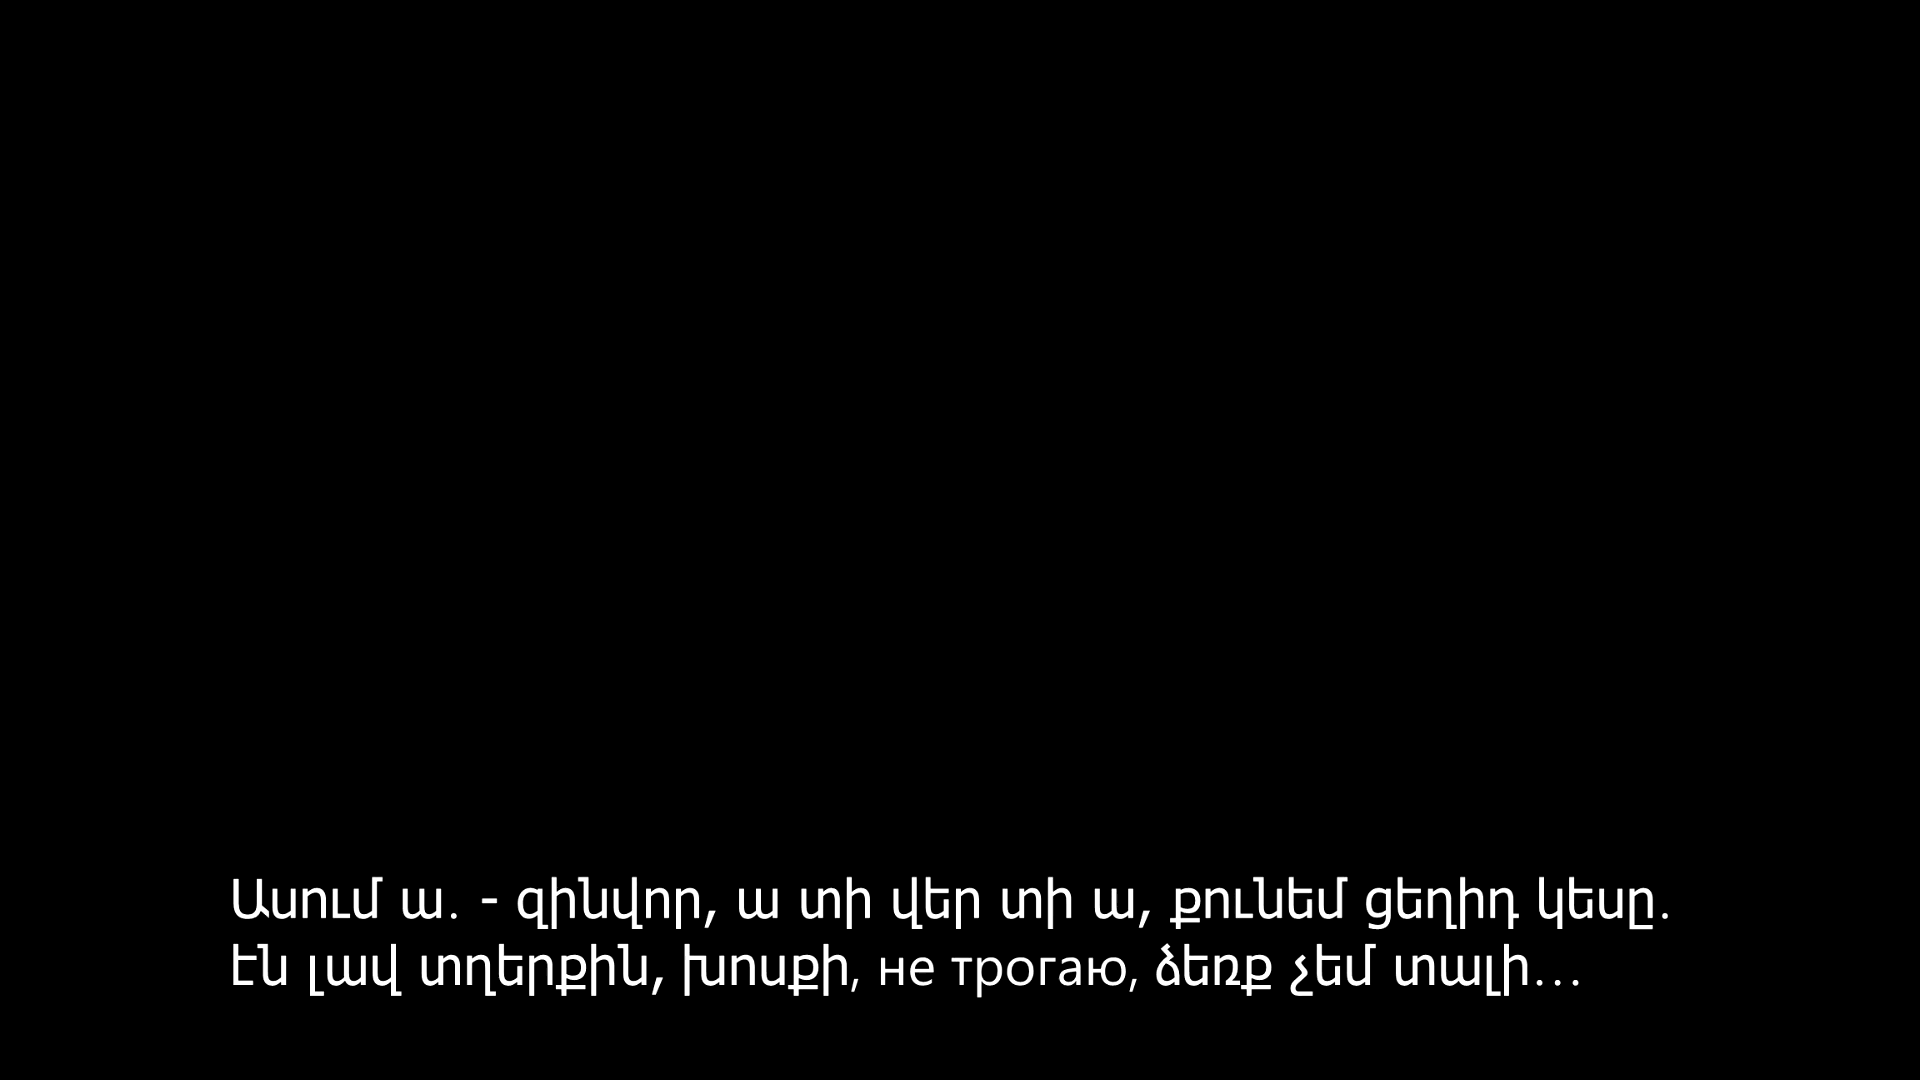 Ասում ա. - զինվոր, ա տի վեր տի ա, քունեմ ցեղիդ կեսը.
էն լավ տղերքին, խոսքի, не трогаю, ձեռք չեմ տալի...